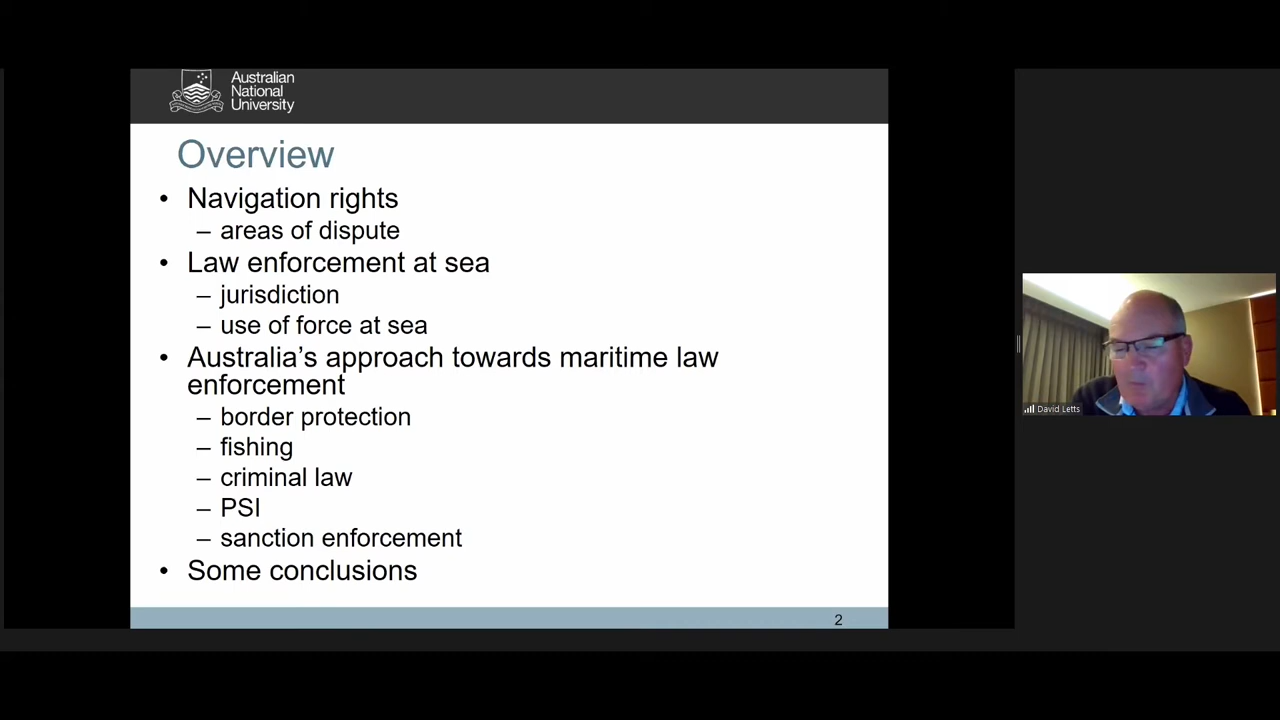 Australian
National
University
Overview
• Navigation rights
– areas of dispute
• Law enforcement at sea
– jurisdiction
– use of force at sea
• Australia’s approach towards maritime law
enforcement
– border protection
– fishing
– criminal law
– PSI
– sanction enforcement
• Some conclusions
2
David Letts